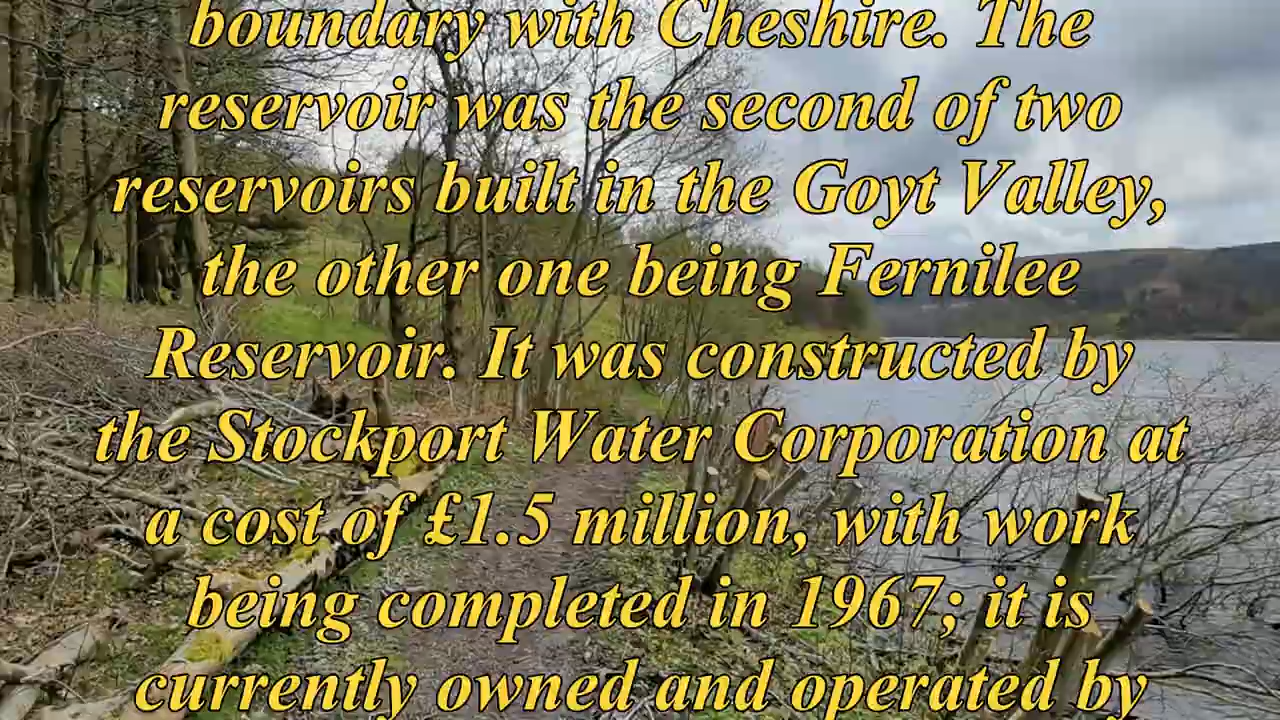 boundary with Cheshire. The
reservoir was the second of two
reservoirs built in the Goyt Valley,
the other one being Fernilee
Reservoir. It was constructed by
the Stockport Water Corporation at
a cost of £1.5 million, with work
being completed in 1967; it is
currently owned and operated by